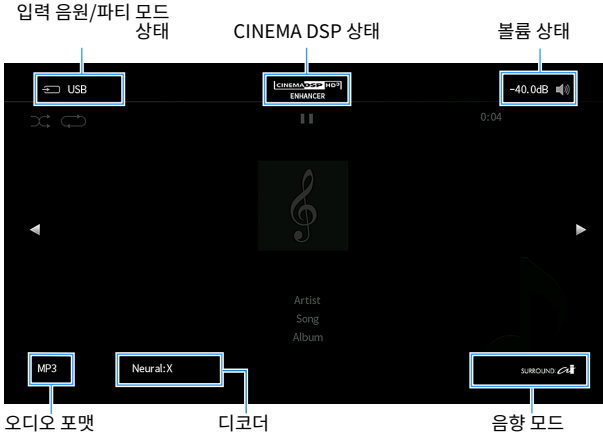 입력 음원/파티 모드
상태
CINEMA DSP 상태
볼륨 상태
USB
CINEMA DSP HD³
ENHANCER
-40.0dB
0:04
Artist
Song
Album
MP3
Neural:X
SURROUND: AI
오디오 포맷
디코더
음향 모드